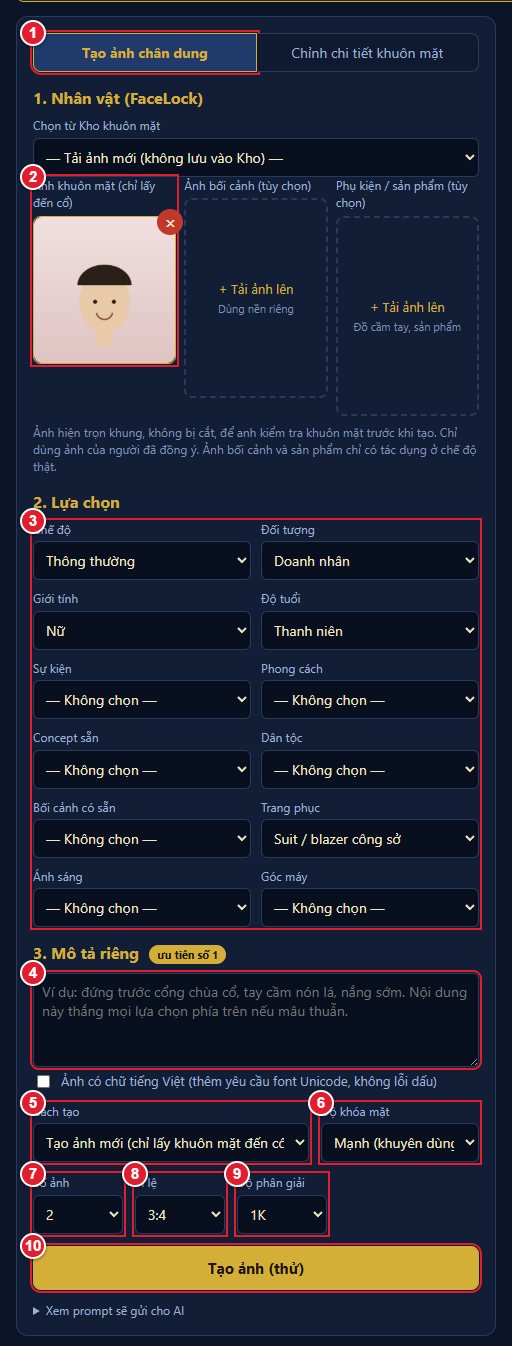 1
Tạo ảnh chân dung
Chỉnh chi tiết khuôn mặt
1. Nhân vật (FaceLock)
Chọn từ Kho khuôn mặt
— Tải ảnh mới (không lưu vào Kho) —
2
khuôn mặt (chỉ lấy
đến cổ)
×
Ảnh bối cảnh (tùy chọn)
+ Tải ảnh lên
Dùng nền riêng
Phụ kiện / sản phẩm (tùy
chọn)
+ Tải ảnh lên
Đồ cầm tay, sản phẩm
Ảnh hiện trọn khung, không bị cắt, để anh kiểm tra khuôn mặt trước khi tạo. Chỉ
dùng ảnh của người đã đồng ý. Ảnh bối cảnh và sản phẩm chỉ có tác dụng ở chế độ
thật.
2. Lựa chọn
3
độ
Đối tượng
Thông thường
Doanh nhân
Giới tính
Độ tuổi
Nữ
Thanh niên
Sự kiện
Phong cách
— Không chọn —
— Không chọn —
Concept sẵn
Dân tộc
— Không chọn —
— Không chọn —
Bối cảnh có sẵn
Trang phục
— Không chọn —
Suit / blazer công sở
Ánh sáng
Góc máy
— Không chọn —
— Không chọn —
3. Mô tả riêng
ưu tiên số 1
4
Ví dụ: đứng trước cổng chùa cổ, tay cầm nón lá, nắng sớm. Nội dung
này thắng mọi lựa chọn phía trên nếu mâu thuẫn.
Ảnh có chữ tiếng Việt (thêm yêu cầu font Unicode, không lỗi dấu)
5
tạo
6
khóa mặt
Tạo ảnh mới (chỉ lấy khuôn mặt đến cổ
Mạnh (khuyên dùng
7
ảnh
8
lệ
9
phân giải
2
3:4
1K
10
Tạo ảnh (thử)
Xem prompt sẽ gửi cho AI